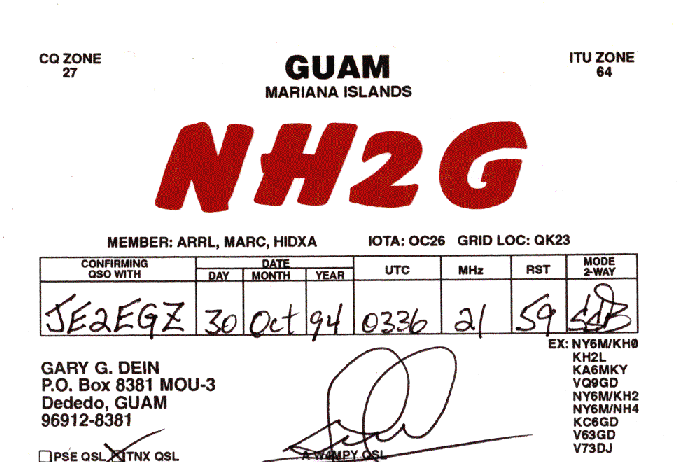 CQ ZONE
27
GUAM
MARIANA ISLANDS
ITU ZONE
64
NH2G
MEMBER: ARRL, MARC, HIDXA IOTA: OC26 GRID LOC: QK23
CONFIRMING QSO WITH DATE DAY MONTH YEAR UTC MHz RST MODE 2-WAY
JE2EGZ 30 Oct 94 0336 21 59 SSB
GARY G. DEIN
P.O. Box 8381 MOU-3
Dededo, GUAM
96912-8381
EX: NY6M/KH0
KH2L
KA6MKY
VQ9GD
NY6M/KH2
NY6M/NH4
KC6GD
V63GD
V73DJ
PSE QSL TNX QSL
A W4MPY QSL